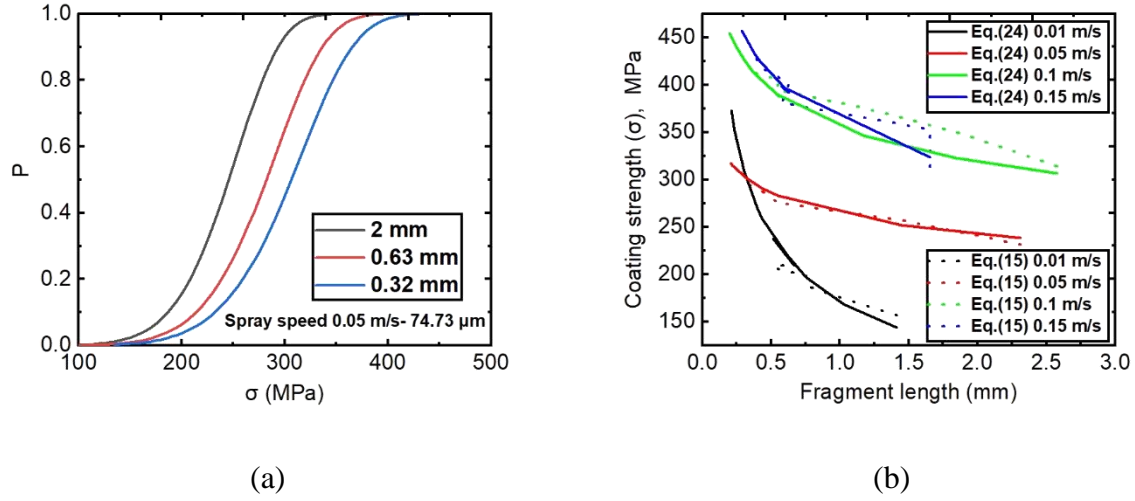 1.0
0.8
0.6
0.4
0.2
0.0
P
100
200
300
400
500
σ (MPa)
2 mm
0.63 mm
0.32 mm
Spray speed 0.05 m/s- 74.73 μm
(a)
450
400
350
300
250
200
150
Coating strength (σ), MPa
0.0
0.5
1.0
1.5
2.0
2.5
3.0
Fragment length (mm)
Eq.(24) 0.01 m/s
Eq.(24) 0.05 m/s
Eq.(24) 0.1 m/s
Eq.(24) 0.15 m/s
Eq.(15) 0.01 m/s
Eq.(15) 0.05 m/s
Eq.(15) 0.1 m/s
Eq.(15) 0.15 m/s
(b)